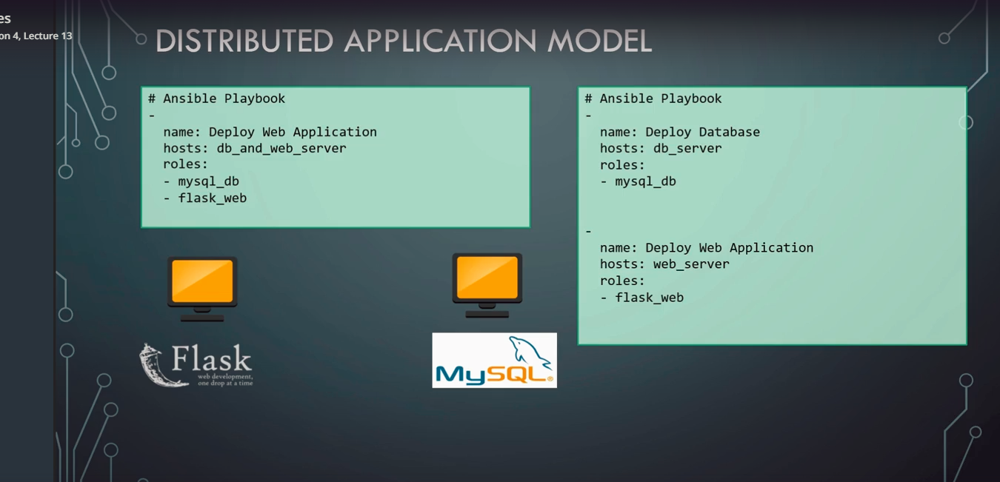 es
on 4, Lecture 13
DISTRIBUTED APPLICATION MODEL
# Ansible Playbook
-
name: Deploy Web Application
hosts: db_and_web_server
roles:
- mysql_db
- flask_web
# Ansible Playbook
-
name: Deploy Database
hosts: db_server
roles:
- mysql_db
-
name: Deploy Web Application
hosts: web_server
roles:
- flask_web
Flask
web development,
one drop at a time
MySQL®